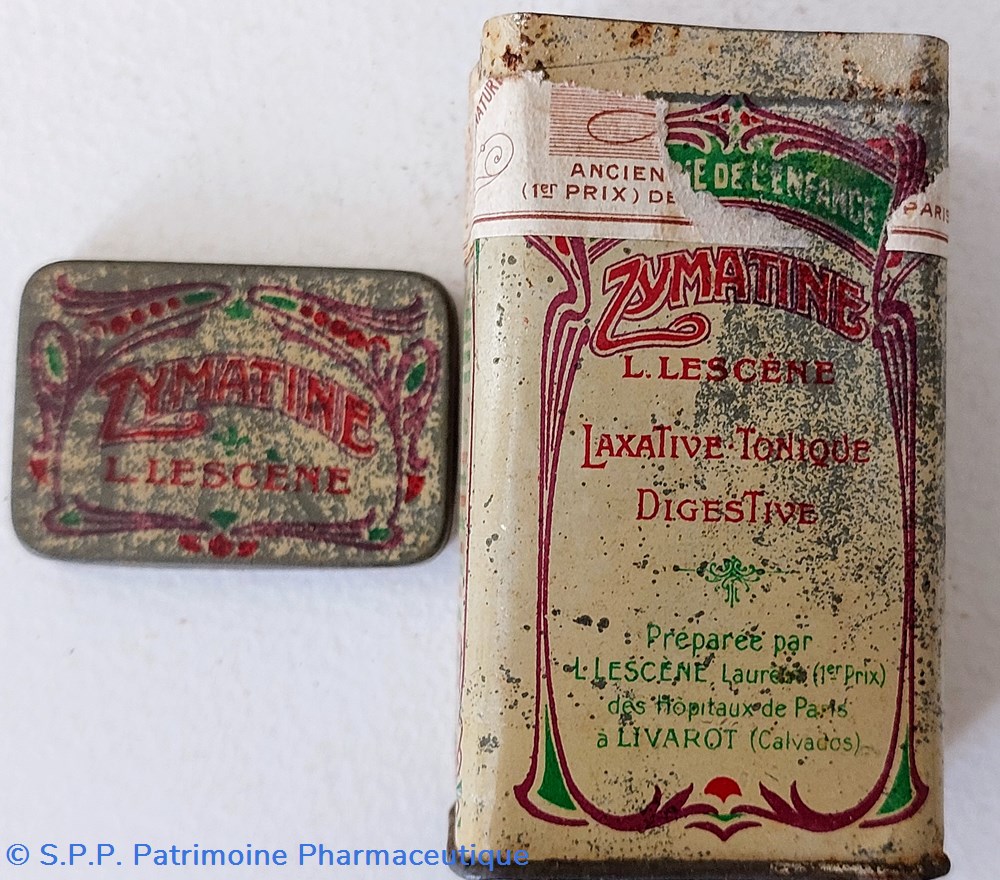 ZYMATINE
L. LESCÈNE
ANCIEN
(1er PRIX) DE
PARIS
DE L'ENFANCE
ZYMATINE
L. LESCÈNE
LAXATIVE-TONIQUE
DIGESTIVE
Préparée par
L. LESCÈNE Lauréat (1er Prix)
des Hôpitaux de Paris
à LIVAROT (Calvados)
© S.P.P. Patrimoine Pharmaceutique